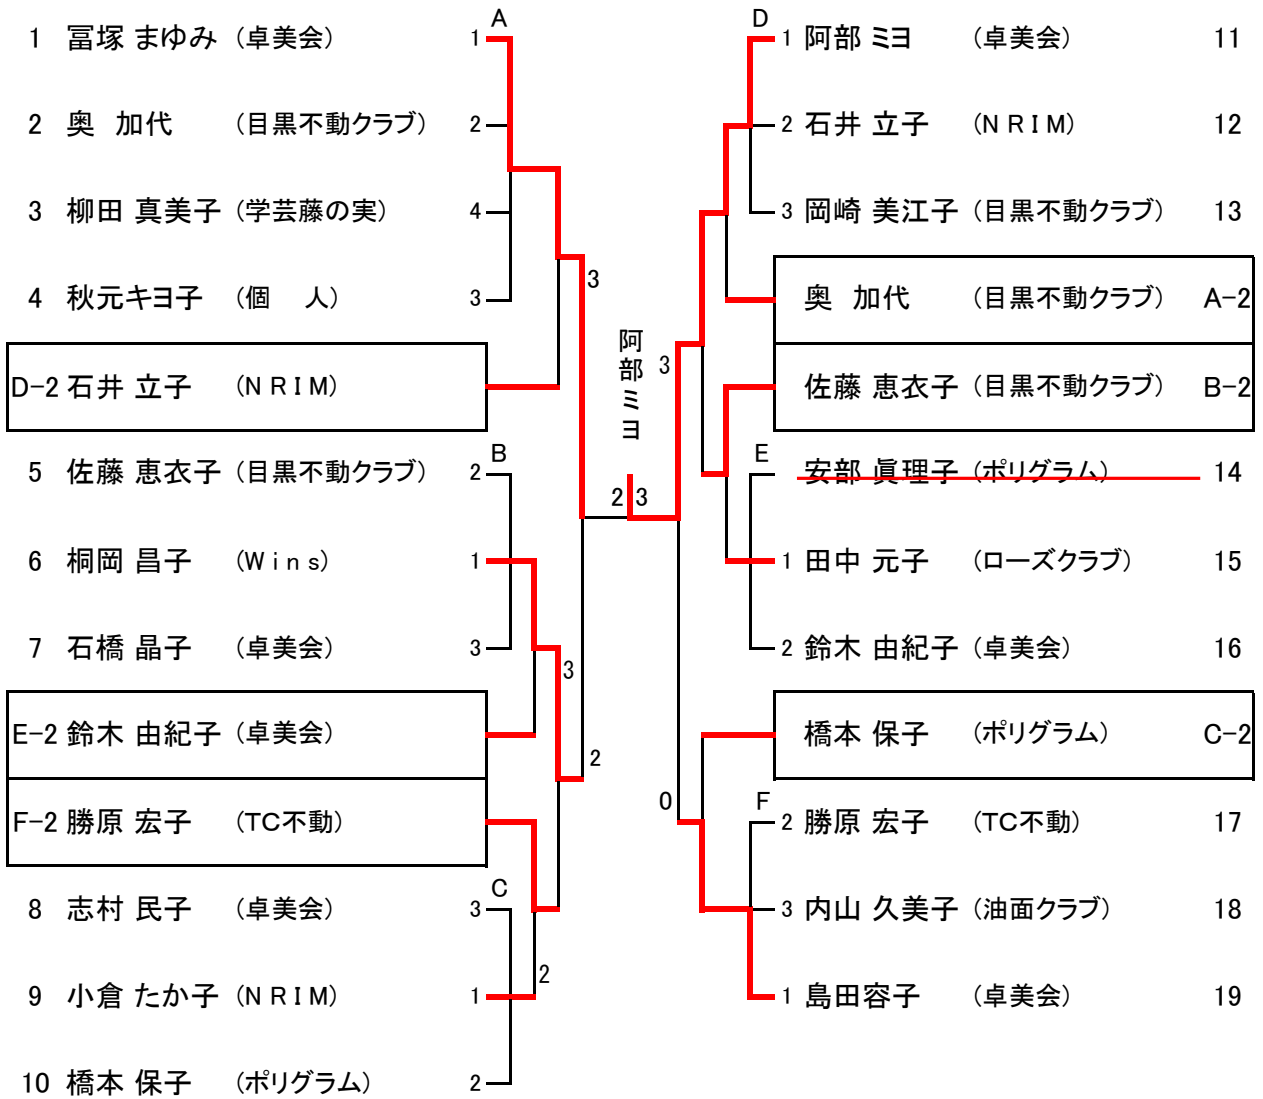 A
1 冨塚 まゆみ (卓美会) 1
2 奥 加代 (目黒不動クラブ) 2
3 柳田 真美子 (学芸藤の実) 4
4 秋元キヨ子 (個 人) 3
D-2 石井 立子 (NRIM)
B
5 佐藤 恵衣子 (目黒不動クラブ) 2
6 桐岡 昌子 (Wins) 1
7 石橋 晶子 (卓美会) 3
E-2 鈴木 由紀子 (卓美会)
F-2 勝原 宏子 (TC不動)
C
8 志村 民子 (卓美会) 3
9 小倉 たか子 (NRIM) 1
10 橋本 保子 (ポリグラム) 2
3
3
2
2
阿部ミヨ
2 3
3
0
D
1 阿部 ミヨ (卓美会) 11
2 石井 立子 (NRIM) 12
3 岡崎 美江子 (目黒不動クラブ) 13
奥 加代 (目黒不動クラブ) A-2
佐藤 恵衣子 (目黒不動クラブ) B-2
E
安部 眞理子 (ポリグラム) 14
1 田中 元子 (ローズクラブ) 15
2 鈴木 由紀子 (卓美会) 16
橋本 保子 (ポリグラム) C-2
F
2 勝原 宏子 (TC不動) 17
3 内山 久美子 (油面クラブ) 18
1 島田容子 (卓美会) 19